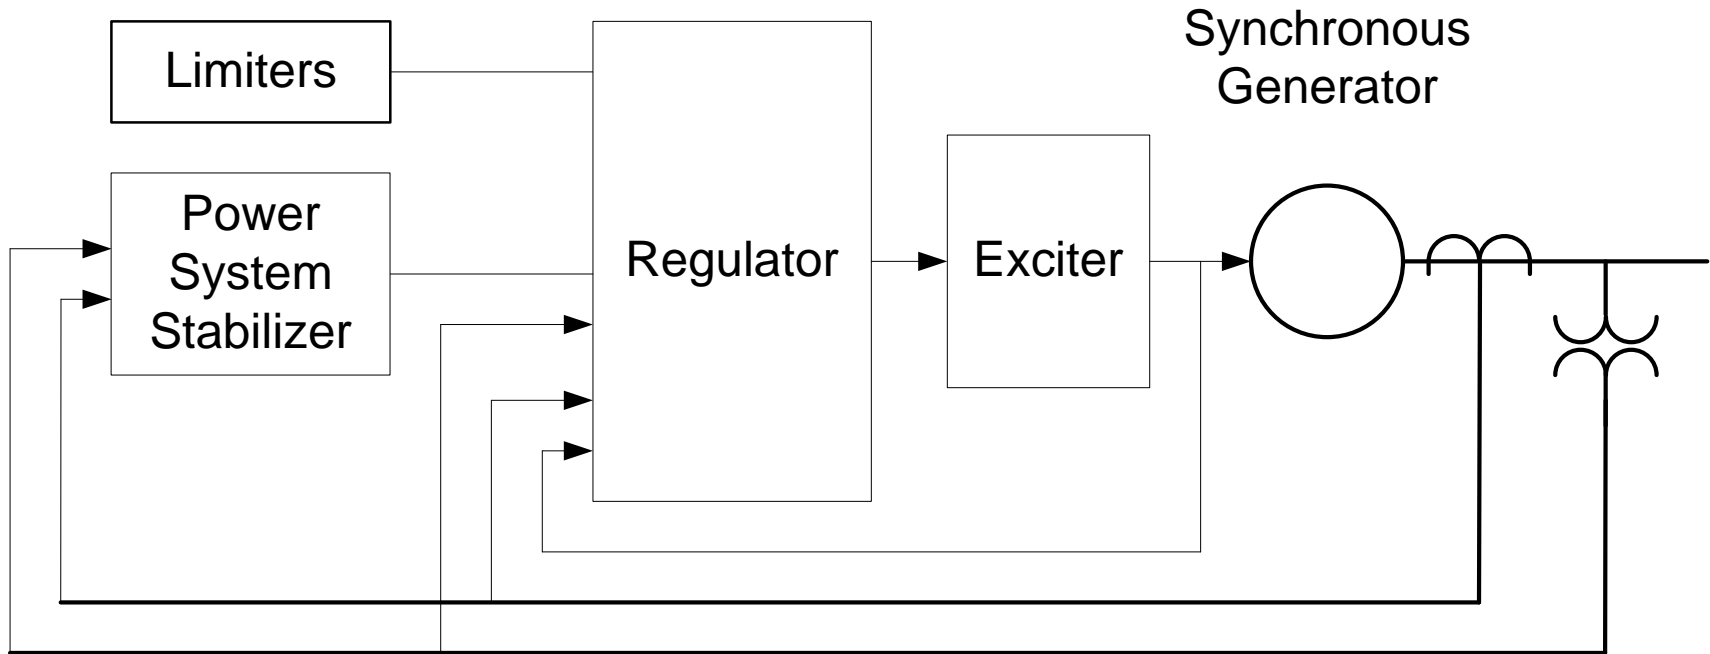 Limiters
Power
System
Stabilizer
Regulator
Exciter
Synchronous
Generator